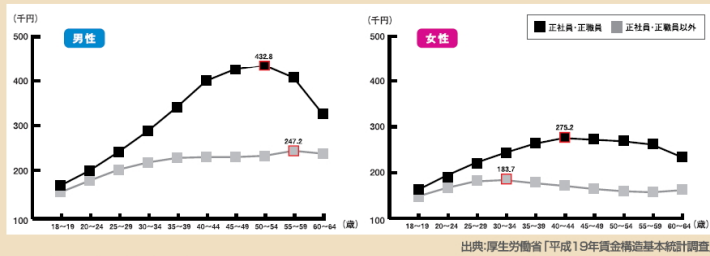 (千円)
男性
500
400
300
200
100
432.8
247.2
18〜19 20〜24 25〜29 30〜34 35〜39 40〜44 45〜49 50〜54 55〜59 60〜64 (歳)
(千円)
女性
正社員・正職員 正社員・正職員以外
500
400
300
200
100
275.2
183.7
18〜19 20〜24 25〜29 30〜34 35〜39 40〜44 45〜49 50〜54 55〜59 60〜64 (歳)
出典:厚生労働省「平成19年賃金構造基本統計調査